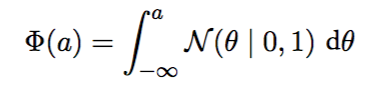 Φ(a) = ∫_{-∞}^{a} 𝒩(θ | 0, 1) dθ